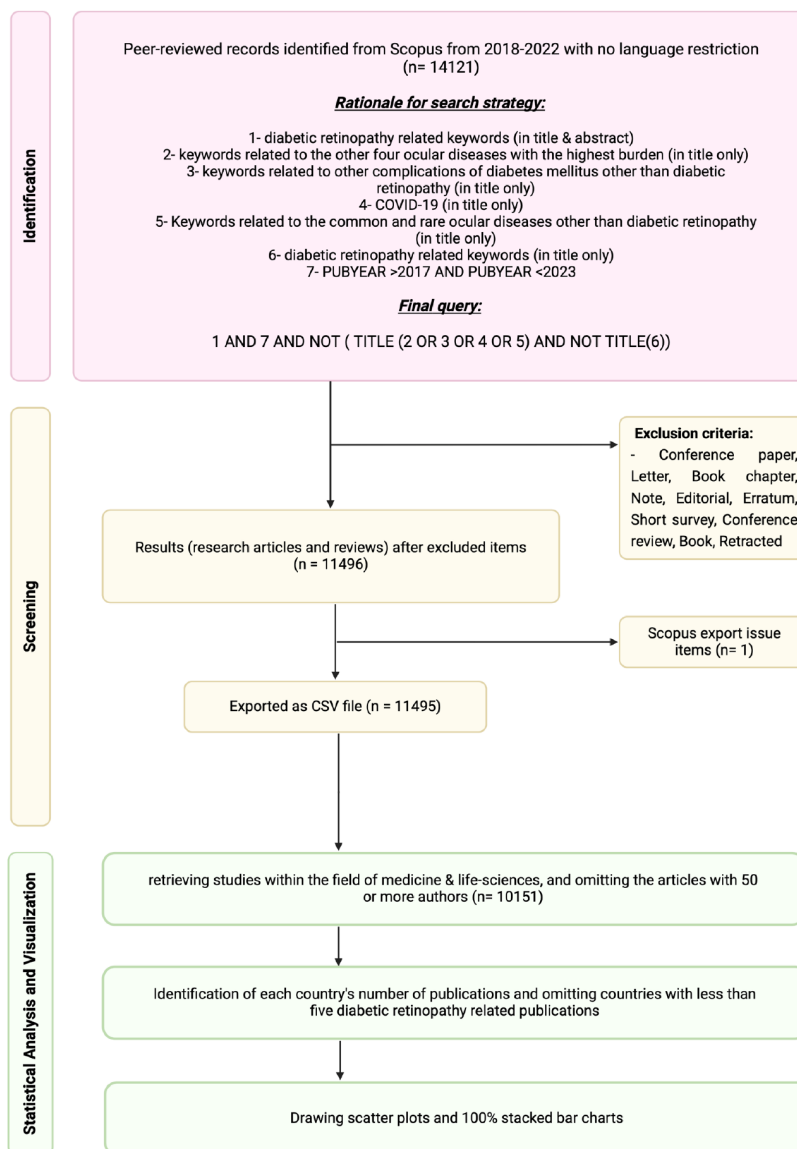 Identification
Peer-reviewed records identified from Scopus from 2018-2022 with no language restriction
(n= 14121)
Rationale for search strategy:
1- diabetic retinopathy related keywords (in title & abstract)
2- keywords related to the other four ocular diseases with the highest burden (in title only)
3- keywords related to other complications of diabetes mellitus other than diabetic
retinopathy (in title only)
4- COVID-19 (in title only)
5- Keywords related to the common and rare ocular diseases other than diabetic retinopathy
(in title only)
6- diabetic retinopathy related keywords (in title only)
7- PUBYEAR >2017 AND PUBYEAR <2023
Final query:
1 AND 7 AND NOT ( TITLE (2 OR 3 OR 4 OR 5) AND NOT TITLE(6))
Screening
Exclusion criteria:
- Conference paper,
Letter, Book chapter,
Note, Editorial, Erratum,
Short survey, Conference
review, Book, Retracted
Results (research articles and reviews) after excluded items
(n = 11496)
Scopus export issue
items (n= 1)
Exported as CSV file (n = 11495)
Statistical Analysis and Visualization
retrieving studies within the field of medicine & life-sciences, and omitting the articles with 50
or more authors (n= 10151)
Identification of each country's number of publications and omitting countries with less than
five diabetic retinopathy related publications
Drawing scatter plots and 100% stacked bar charts